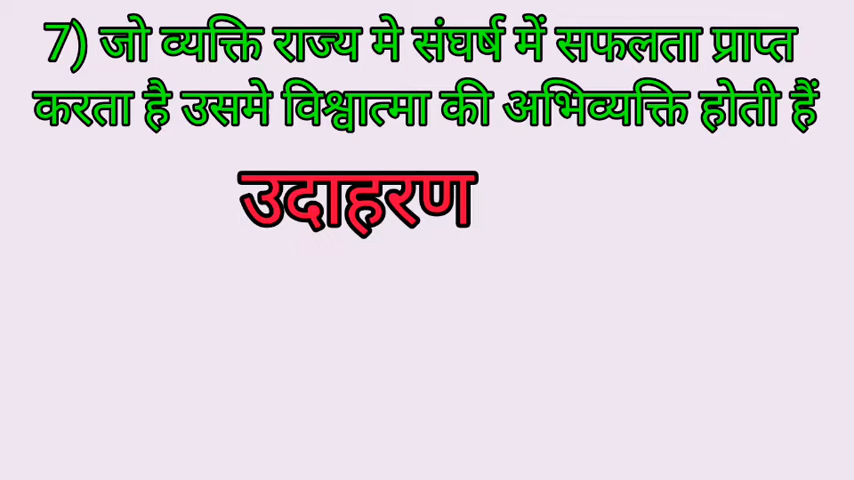 7) जो व्यक्ति राज्य मे संघर्ष में सफलता प्राप्त
करता है उसमे विश्वात्मा की अभिव्यक्ति होती हैं
उदाहरण